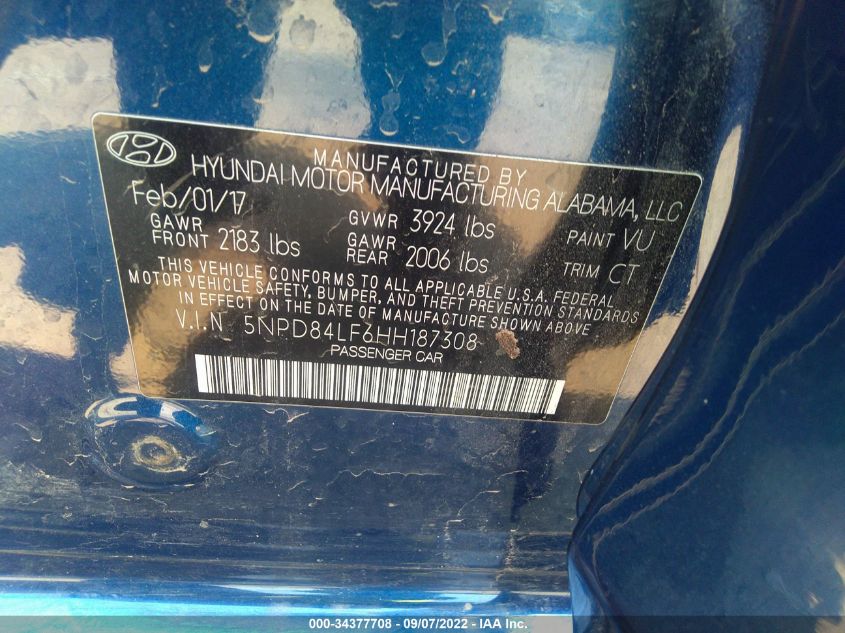 MANUFACTURED BY
HYUNDAI MOTOR MANUFACTURING ALABAMA, LLC
Feb/01/17
GVWR 3924 lbs
PAINT VU
GAWR FRONT 2183 lbs
GAWR REAR 2006 lbs
TRIM CT
THIS VEHICLE CONFORMS TO ALL APPLICABLE U.S.A. FEDERAL
MOTOR VEHICLE SAFETY, BUMPER, AND THEFT PREVENTION STANDARDS
IN EFFECT ON THE DATE OF MANUFACTURE SHOWN ABOVE.
V.I.N 5NPD84LF6HH187308
PASSENGER CAR
000-34377708 - 09/07/2022 - IAA Inc.